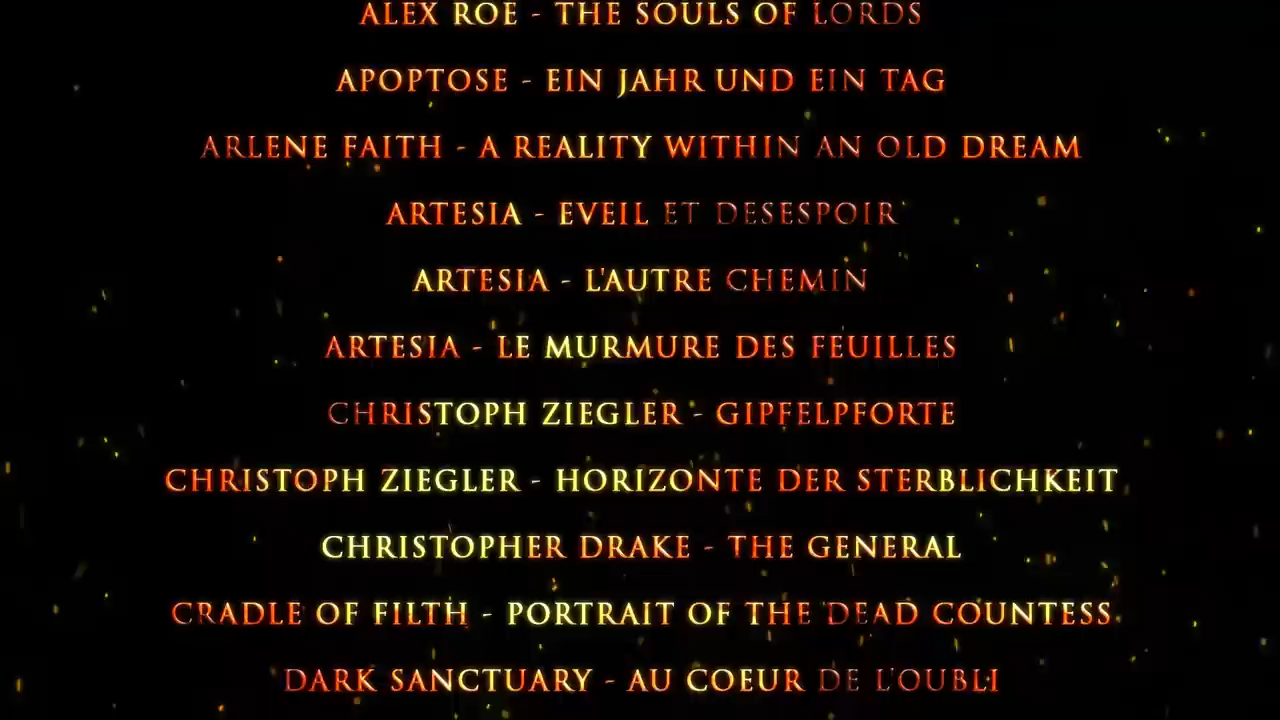 ALEX ROE - THE SOULS OF LORDS
APOPTOSE - EIN JAHR UND EIN TAG
ARLENE FAITH - A REALITY WITHIN AN OLD DREAM
ARTESIA - EVEIL ET DESESPOIR
ARTESIA - L'AUTRE CHEMIN
ARTESIA - LE MURMURE DES FEUILLES
CHRISTOPH ZIEGLER - GIPFELPFORTE
CHRISTOPH ZIEGLER - HORIZONTE DER STERBLICHKEIT
CHRISTOPHER DRAKE - THE GENERAL
CRADLE OF FILTH - PORTRAIT OF THE DEAD COUNTESS
DARK SANCTUARY - AU COEUR DE L'OUBLI